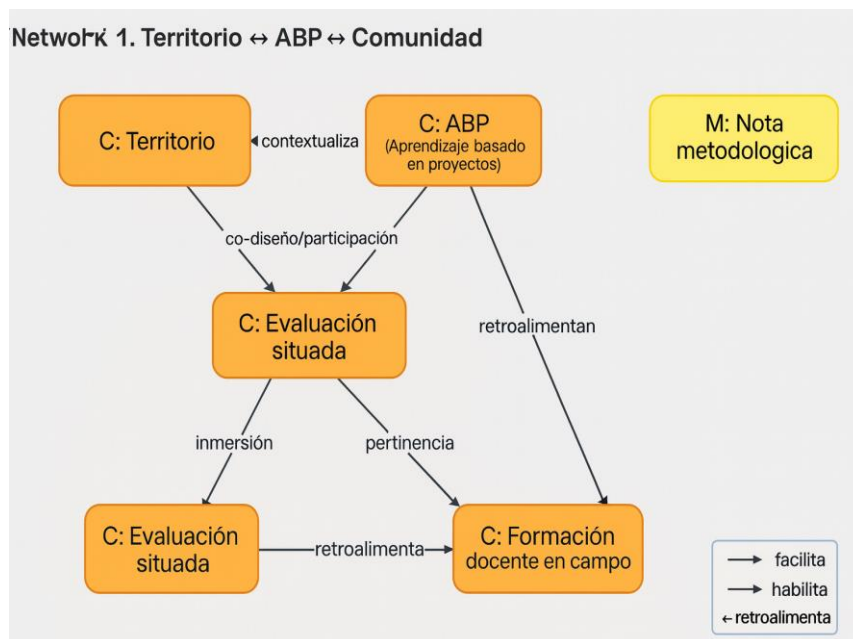 Network 1. Territorio ↔ ABP ↔ Comunidad
C: Territorio
contextualiza
C: ABP
(Aprendizaje basado
en proyectos)
M: Nota
metodologica
co-diseño/participación
C: Evaluación
situada
retroalimentan
inmersión
pertinencia
C: Evaluación
situada
retroalimenta
C: Formación
docente en campo
facilita
habilita
retroalimenta